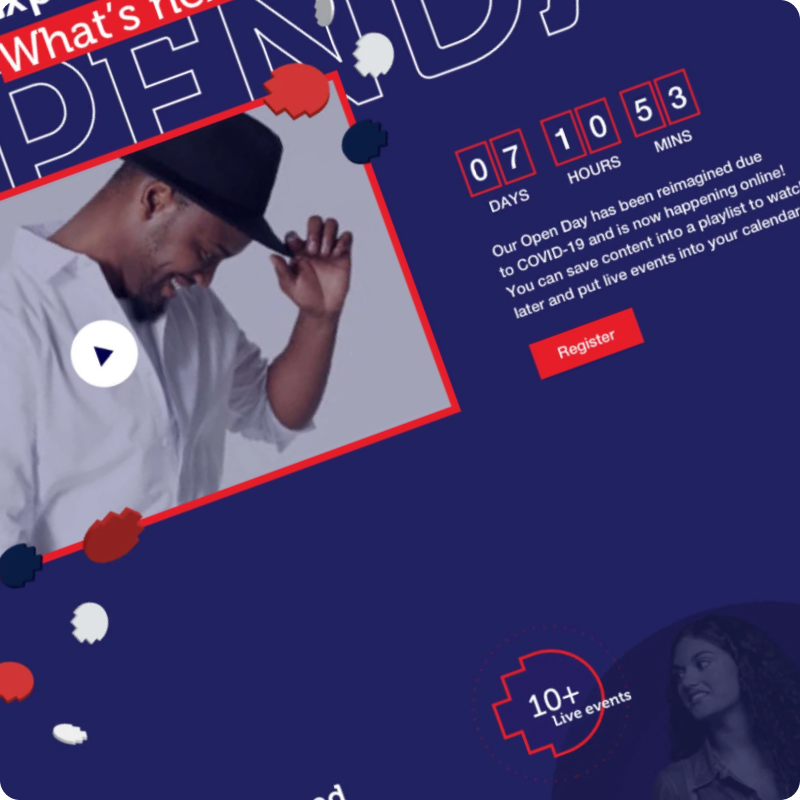 What's
PEND
07 10 53
DAYS HOURS MINS
Our Open Day has been reimagined due
to COVID-19 and is now happening online!
You can save content into a playlist to watch
later and put live events into your calendar
Register
10+
Live events